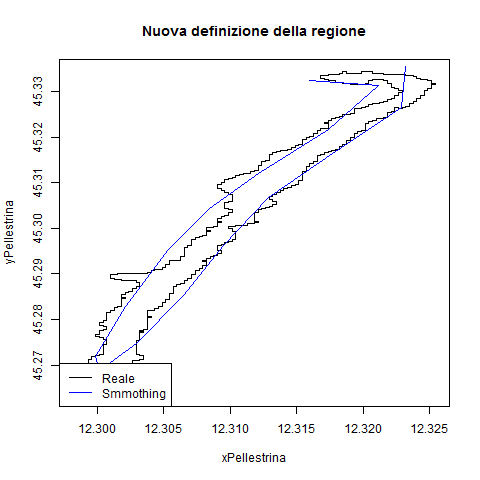 Nuova definizione della regione
yPellestrina
45.33
45.32
45.31
45.30
45.29
45.28
45.27
Reale
Smmothing
12.300 12.305 12.310 12.315 12.320 12.325
xPellestrina